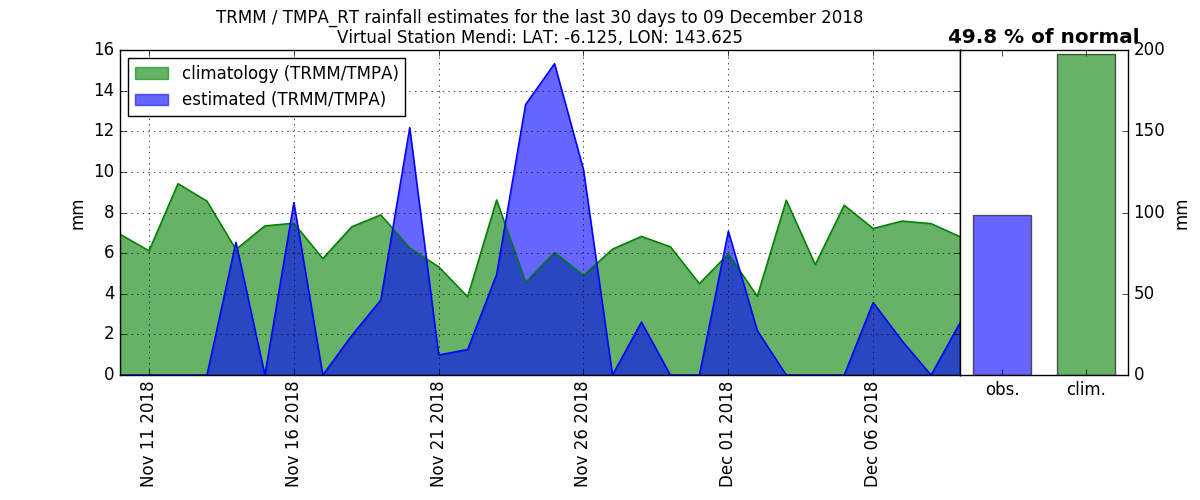 TRMM / TMPA_RT rainfall estimates for the last 30 days to 09 December 2018
Virtual Station Mendi: LAT: -6.125, LON: 143.625
49.8 % of normal
climatology (TRMM/TMPA)
estimated (TRMM/TMPA)
16
14
12
10
8
6
4
2
0
mm
Nov 11 2018
Nov 16 2018
Nov 21 2018
Nov 26 2018
Dec 01 2018
Dec 06 2018
obs.
clim.
200
150
100
50
0
mm